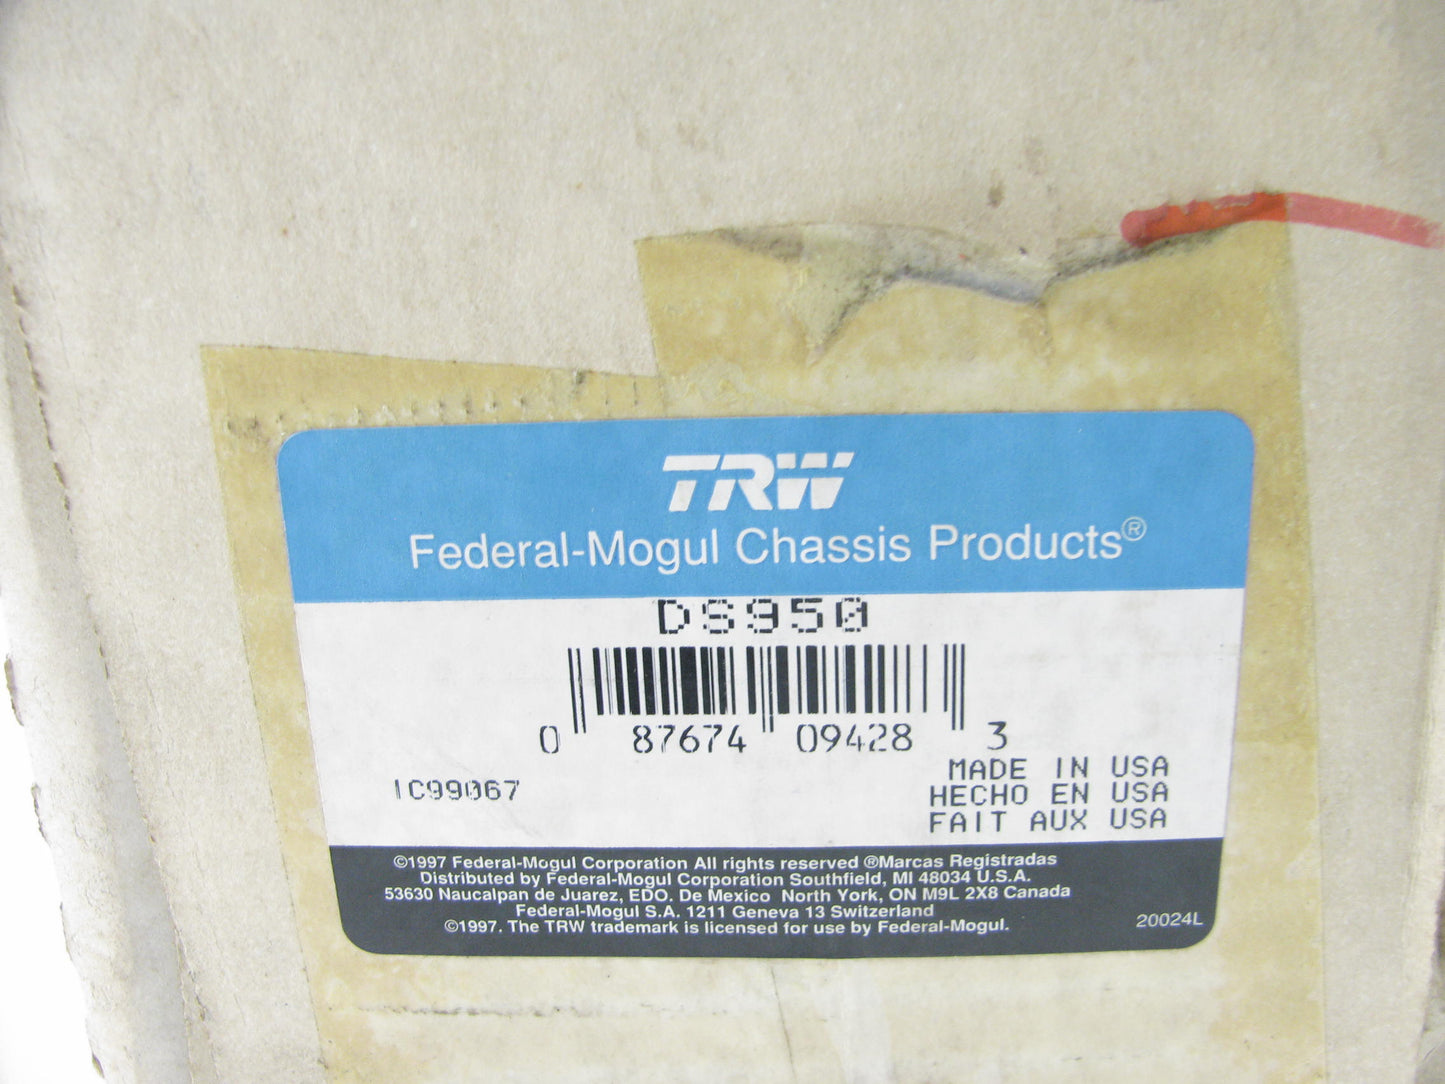 TRW
Federal-Mogul Chassis Products®
DS950
0 87674 09428 3
IC99067
MADE IN USA
HECHO EN USA
FAIT AUX USA
©1997 Federal-Mogul Corporation All rights reserved ®Marcas Registradas
Distributed by Federal-Mogul Corporation Southfield, MI 48034 U.S.A.
53630 Naucalpan de Juarez, EDO. De Mexico North York, ON M9L 2X8 Canada
Federal-Mogul S.A. 1211 Geneva 13 Switzerland
©1997. The TRW trademark is licensed for use by Federal-Mogul.
20024L